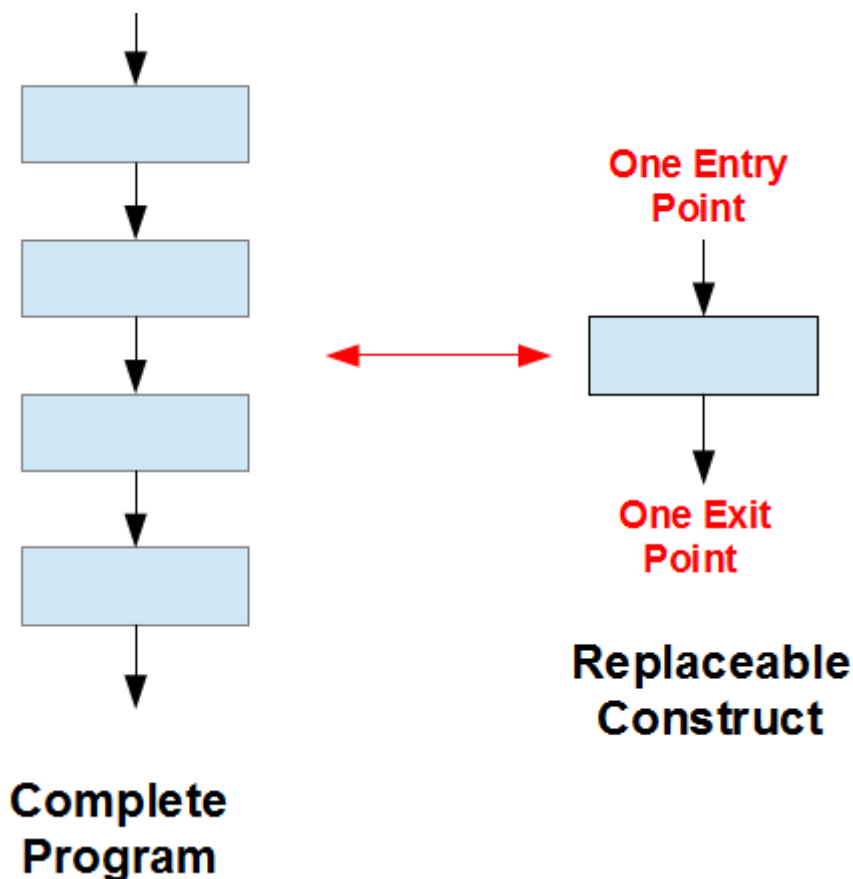 One Entry
Point
One Exit
Point
Replaceable
Construct
Complete
Program